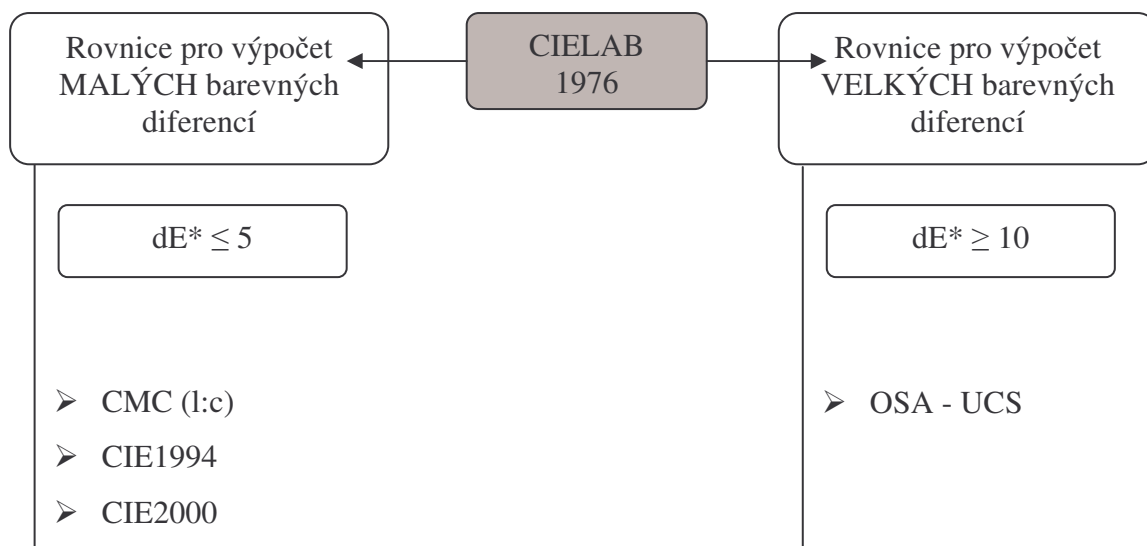 Rovnice pro výpočet
MALÝCH barevných
diferencí
CIELAB
1976
Rovnice pro výpočet
VELKÝCH barevných
diferencí
dE* ≤ 5
dE* ≥ 10
➢ CMC (l:c)
➢ CIE1994
➢ CIE2000
➢ OSA - UCS